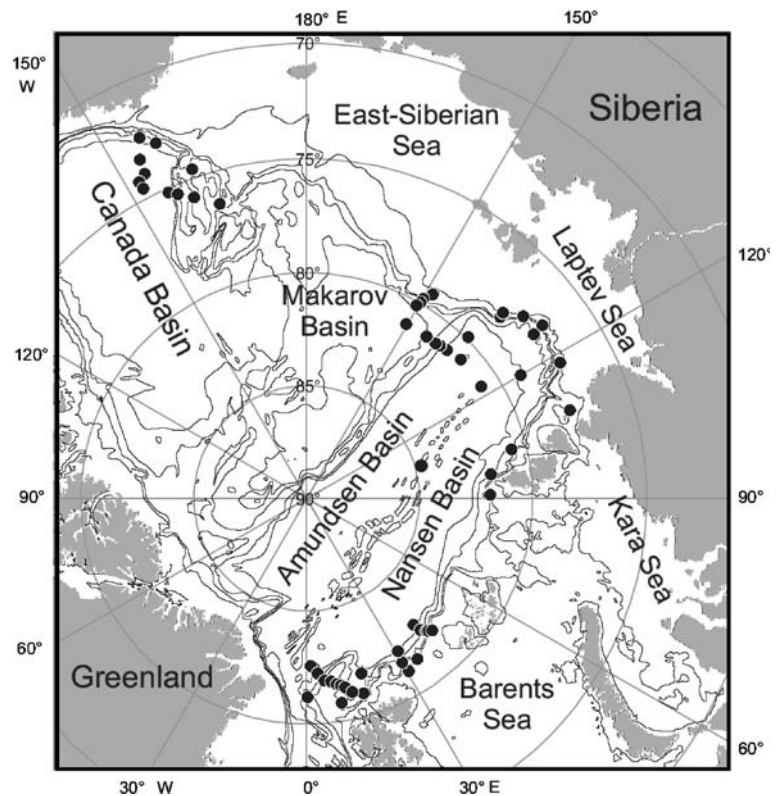 180° E
150°
150°
W
70°
Siberia
East-Siberian
Sea
75°
Canada Basin
Laptev Sea
120°
80°
Makarov
Basin
120°
85°
Amundsen Basin
Nansen Basin
90°
90°
90°
Kara Sea
60°
Greenland
Barents
Sea
60°
30° W
0°
30° E